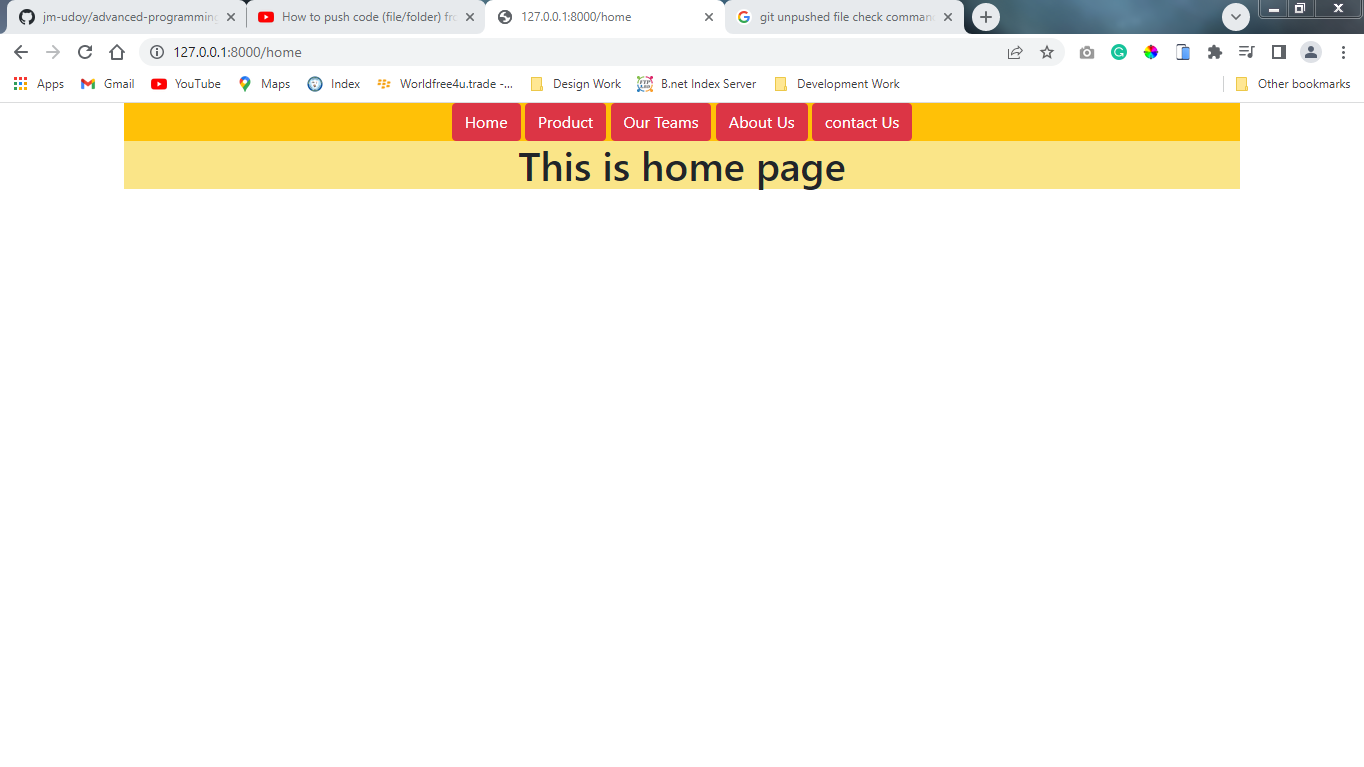 jm-udoy/advanced-programming
How to push code (file/folder) fro
127.0.0.1:8000/home
git unpushed file check comman
127.0.0.1:8000/home
Apps Gmail YouTube Maps Index Worldfree4u.trade -... Design Work B.net Index Server Development Work Other bookmarks
Home Product Our Teams About Us contact Us
This is home page